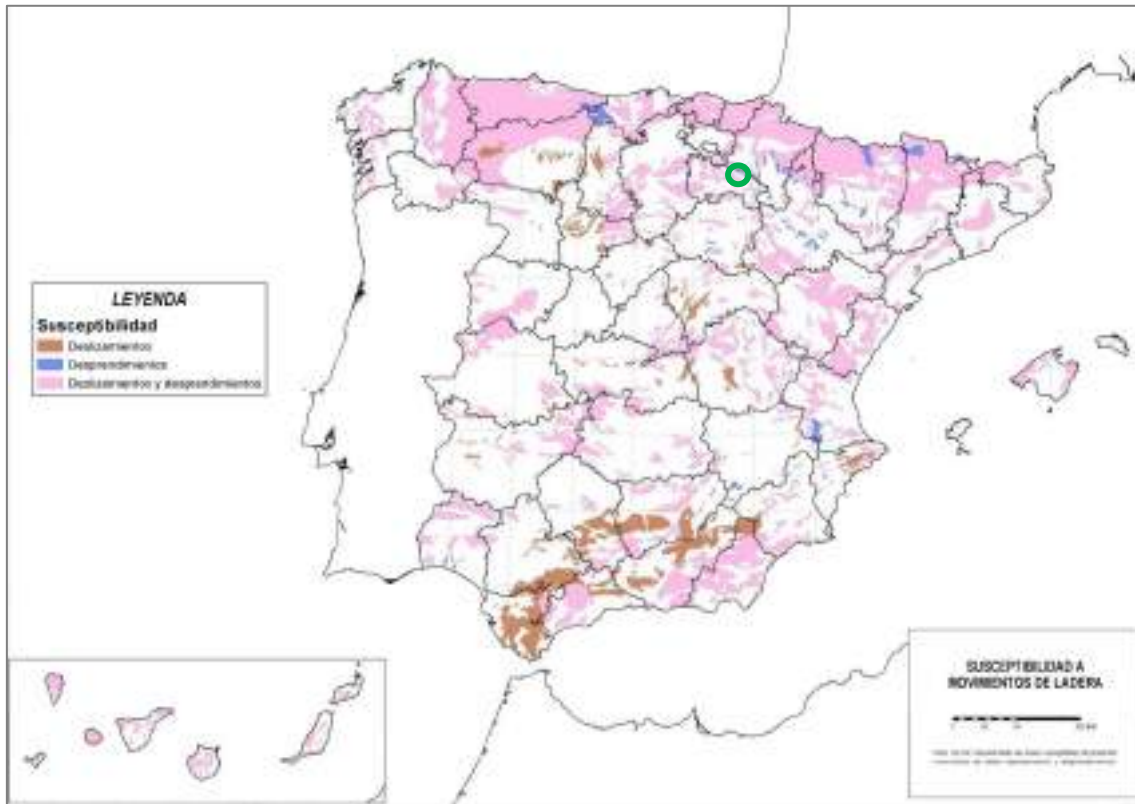 LEYENDA
Susceptibilidad
Deslizamientos
Desprendimientos
Deslizamientos y desprendimientos
SUSCEPTIBILIDAD A
MOVIMIENTOS DE LADERA